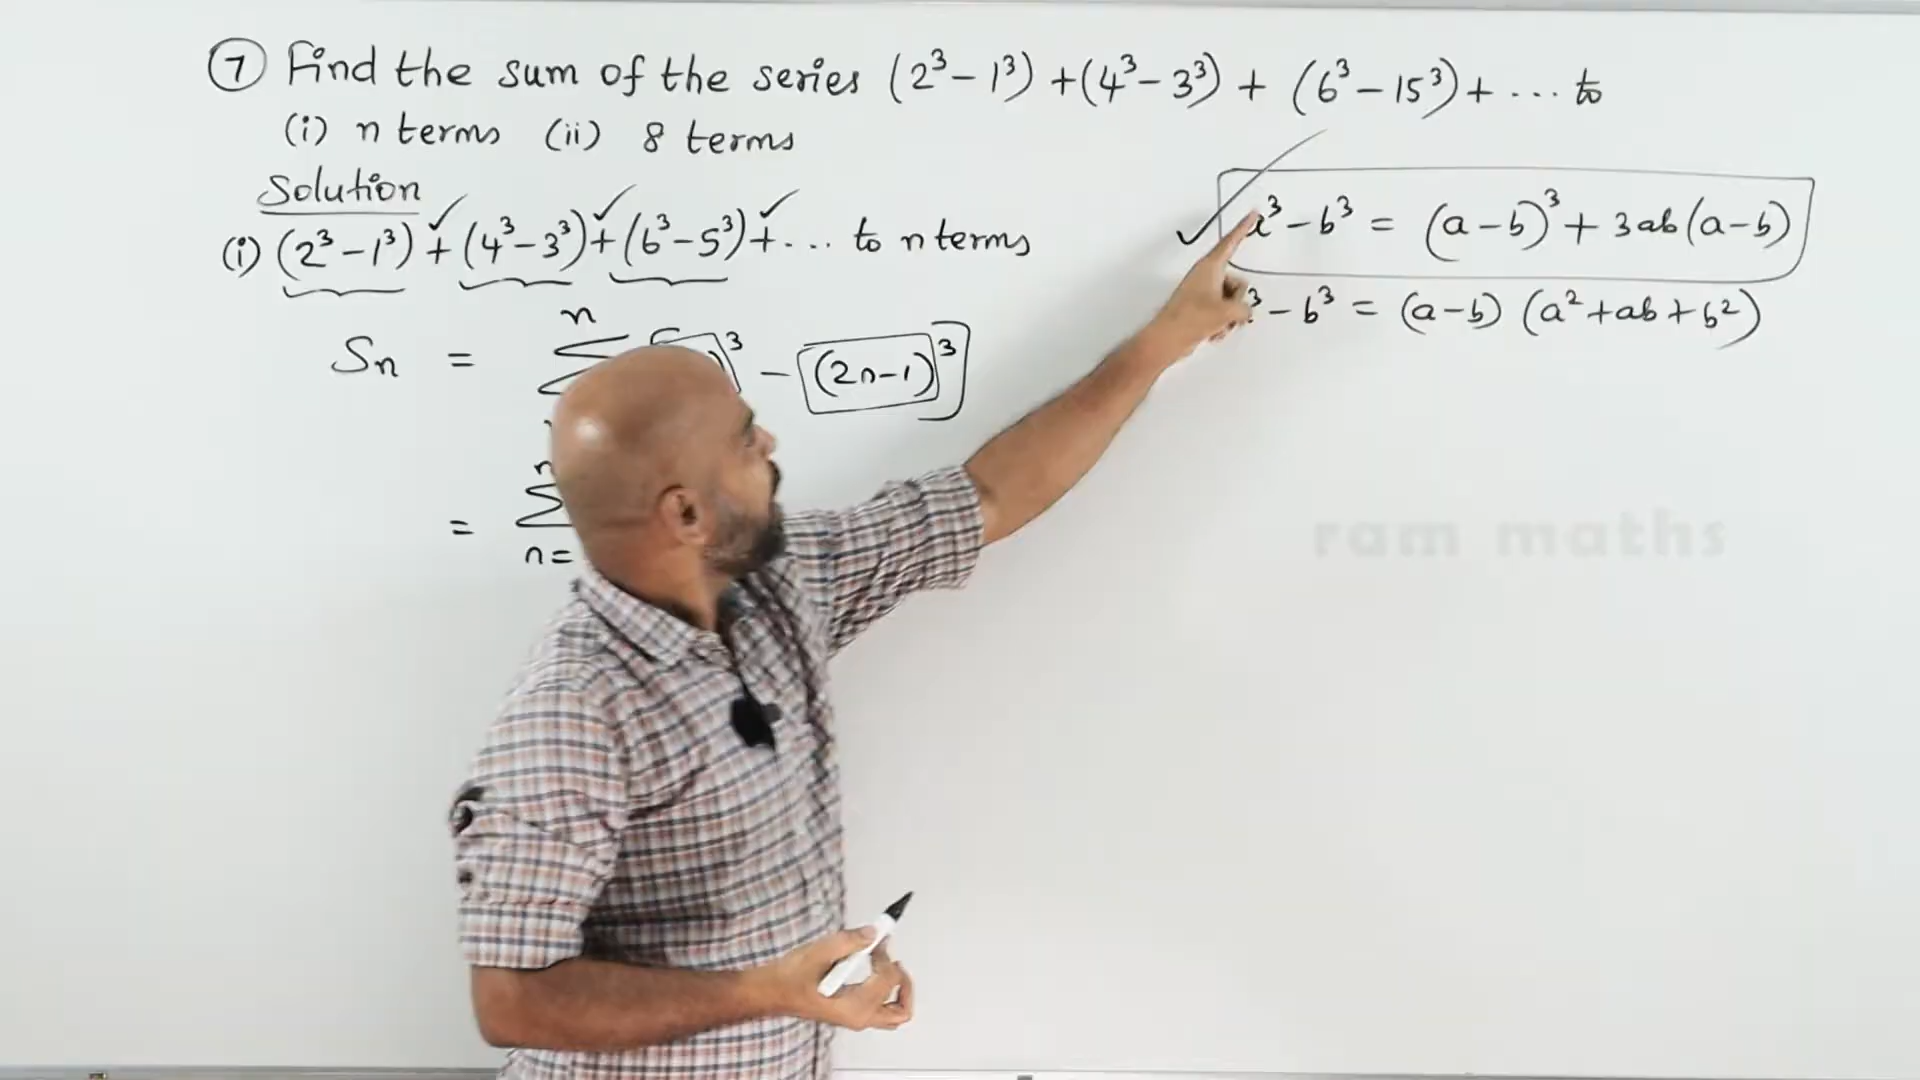 ⑦ Find the sum of the series (2³ – 1³) + (4³ – 3³) + (6³ – 15³) + ... to
(i) n terms (ii) 8 terms
Solution
(i) (2³ – 1³) + (4³ – 3³) + (6³ – 5³) + ... to n terms
a³ – b³ = (a – b)³ + 3ab(a – b)
³ – b³ = (a – b) (a² + ab + b²)
n
Sₙ = Σ [ )³ – (2n–1)³]
n
= Σ
n =
ram maths